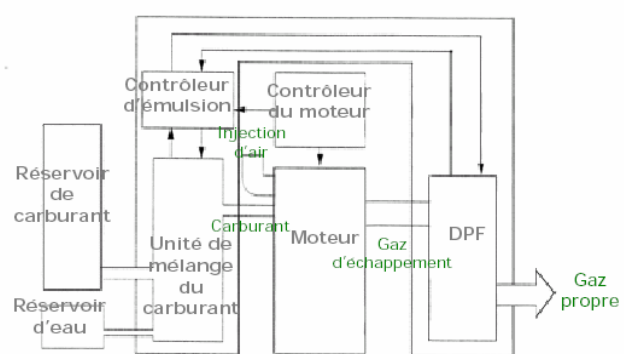 Contrôleur
d'émulsion
Contrôleur
du moteur
Injection
d'air
Réservoir
de
carburant
Carburant
Unité de
mélange
du
carburant
Moteur
Gaz
d'échappement
DPF
Gaz
propre
Réservoir
d'eau